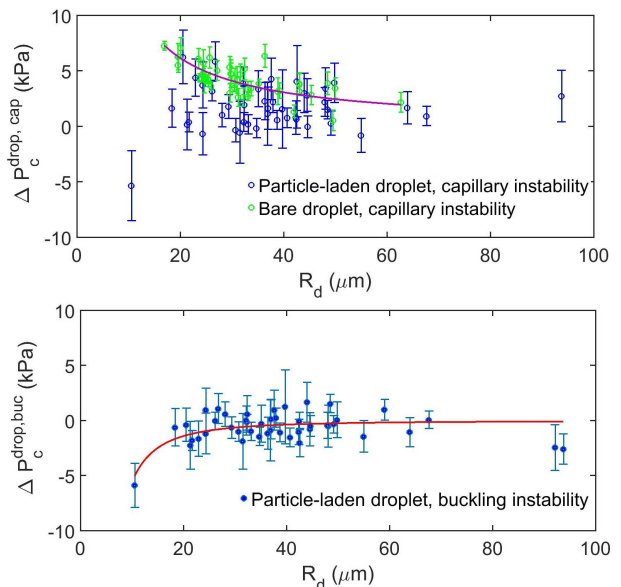 10
5
0
-5
-10
0 20 40 60 80 100
Δ P_c^{drop, cap} (kPa)
Particle-laden droplet, capillary instability
Bare droplet, capillary instability
R_d (μm)
10
5
0
-5
-10
0 20 40 60 80 100
Δ P_c^{drop,buc} (kPa)
Particle-laden droplet, buckling instability
R_d (μm)